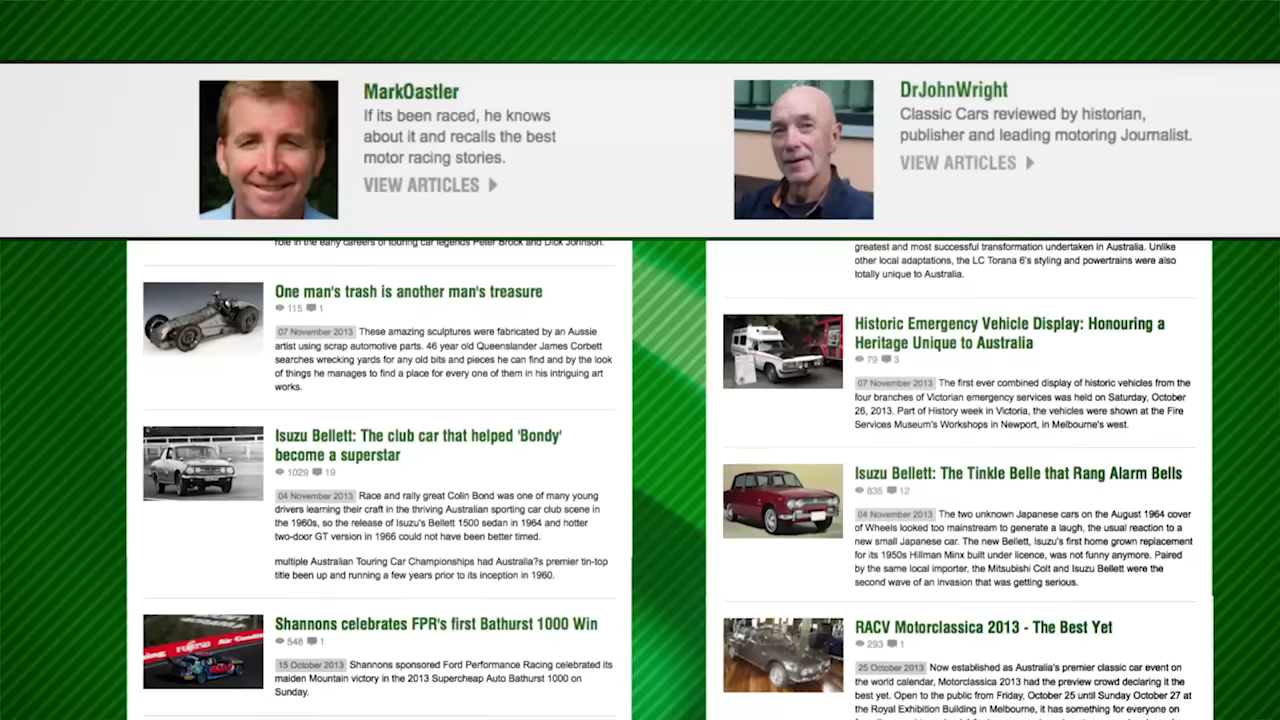 MarkOastler
If its been raced, he knows
about it and recalls the best
motor racing stories.
VIEW ARTICLES
DrJohnWright
Classic Cars reviewed by historian,
publisher and leading motoring Journalist.
VIEW ARTICLES
role in the early careers of touring car legends Peter Brock and Dick Johnson.
One man's trash is another man's treasure
115 1
07 November 2013 These amazing sculptures were fabricated by an Aussie
artist using scrap automotive parts. 46 year old Queenslander James Corbett
searches wrecking yards for any old bits and pieces he can find and by the look
of things he manages to find a place for every one of them in his intriguing art
works.
Isuzu Bellett: The club car that helped 'Bondy'
become a superstar
1029 19
04 November 2013 Race and rally great Colin Bond was one of many young
drivers learning their craft in the thriving Australian sporting car club scene in
the 1960s, so the release of Isuzu's Bellett 1500 sedan in 1964 and hotter
two-door GT version in 1966 could not have been better timed.
multiple Australian Touring Car Championships had Australia?s premier tin-top
title been up and running a few years prior to its inception in 1960.
Shannons celebrates FPR's first Bathurst 1000 Win
548 1
15 October 2013 Shannons sponsored Ford Performance Racing celebrated its
maiden Mountain victory in the 2013 Supercheap Auto Bathurst 1000 on
Sunday.
greatest and most successful transformation undertaken in Australia. Unlike
other local adaptations, the LC Torana 6's styling and powertrains were also
totally unique to Australia.
Historic Emergency Vehicle Display: Honouring a
Heritage Unique to Australia
79 3
07 November 2013 The first ever combined display of historic vehicles from the
four branches of Victorian emergency services was held on Saturday, October
26, 2013. Part of History week in Victoria, the vehicles were shown at the Fire
Services Museum's Workshops in Newport, in Melbourne's west.
Isuzu Bellett: The Tinkle Belle that Rang Alarm Bells
835 12
04 November 2013 The two unknown Japanese cars on the August 1964 cover
of Wheels looked too mainstream to generate a laugh, the usual reaction to a
new small Japanese car. The new Bellett, Isuzu's first home grown replacement
for its 1950s Hillman Minx built under licence, was not funny anymore. Paired
by the same local importer, the Mitsubishi Colt and Isuzu Bellett were the
second wave of an invasion that was getting serious.
RACV Motorclassica 2013 - The Best Yet
293 1
25 October 2013 Now established as Australia's premier classic car event on
the world calendar, Motorclassica 2013 had the preview crowd declaring it the
best yet. Open to the public from Friday, October 25 until Sunday October 27 at
the Royal Exhibition Building in Melbourne, it has something for everyone on